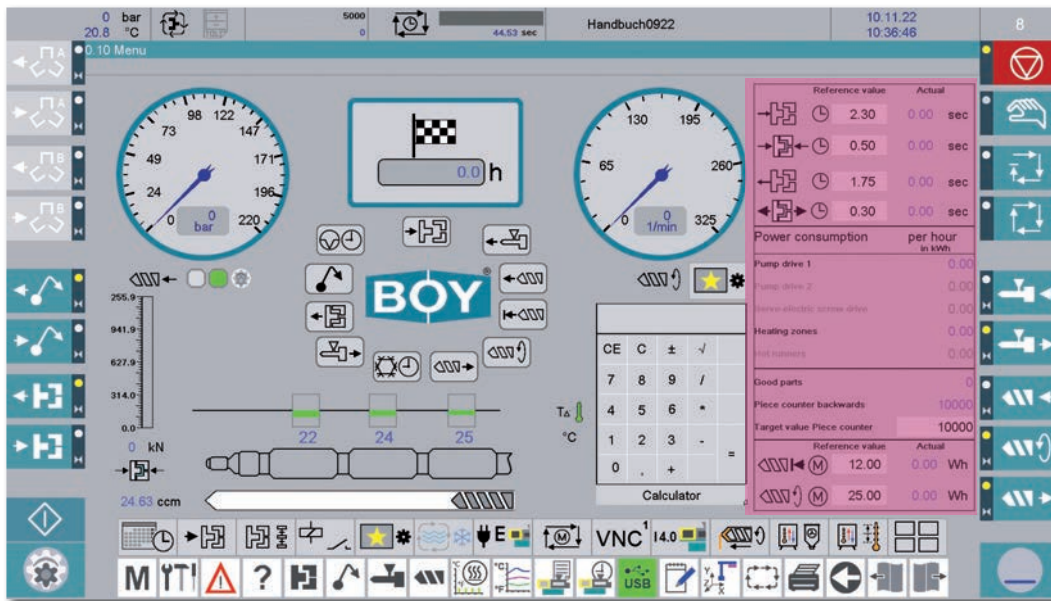 0 bar
20.8 °C
5000
0
44.53 sec
Handbuch0922
10.11.22
10:36:46
8
0.10 Menu
A
A
B
B
0 24 49 73 98 122 147 171 196 220
0
bar
0.0 h
0 65 130 195 260 325
0
1/min
Reference value Actual
2.30 0.00 sec
0.50 0.00 sec
1.75 0.00 sec
0.30 0.00 sec
Power consumption per hour
in kWh
Pump drive 1 0.00
Pump drive 2 0.00
Servo-electric screw drive 0.00
Heating zones 0.00
Hot runners 0.00
Good parts 0
Piece counter backwards 10000
Target value Piece counter 10000
Reference value Actual
M 12.00 0.00 Wh
M 25.00 0.00 Wh
BOY®
255.9
941.9
627.9
314.0
0.0
0 kN
24.63 ccm
22 24 25
T∆
°C
CE C ± √
7 8 9 /
4 5 6 *
1 2 3 -
0 . + =
Calculator
E
VNC 1
I4.0
M
?
°C
°F
USB
Y Z X